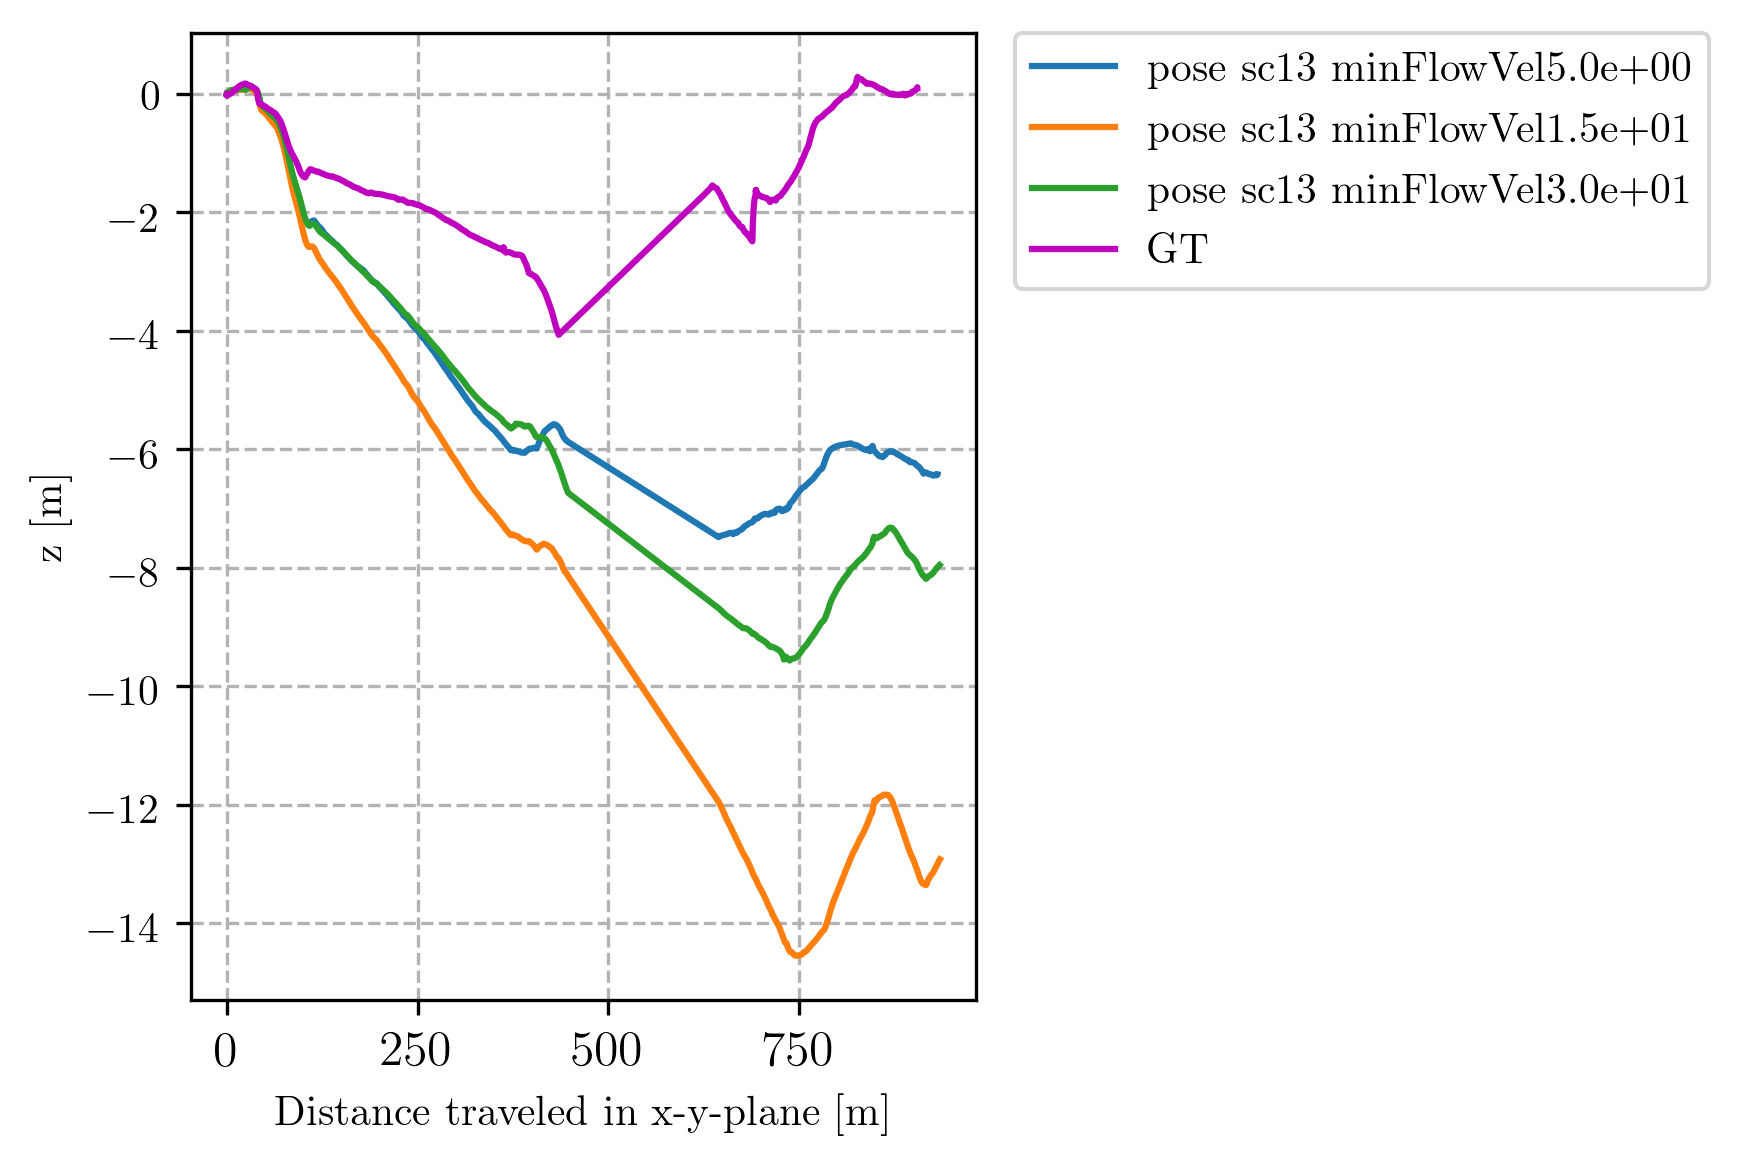 pose sc13 minFlowVel5.0e+00
pose sc13 minFlowVel1.5e+01
pose sc13 minFlowVel3.0e+01
GT
0
−2
−4
−6
−8
−10
−12
−14
z [m]
0 250 500 750
Distance traveled in x-y-plane [m]